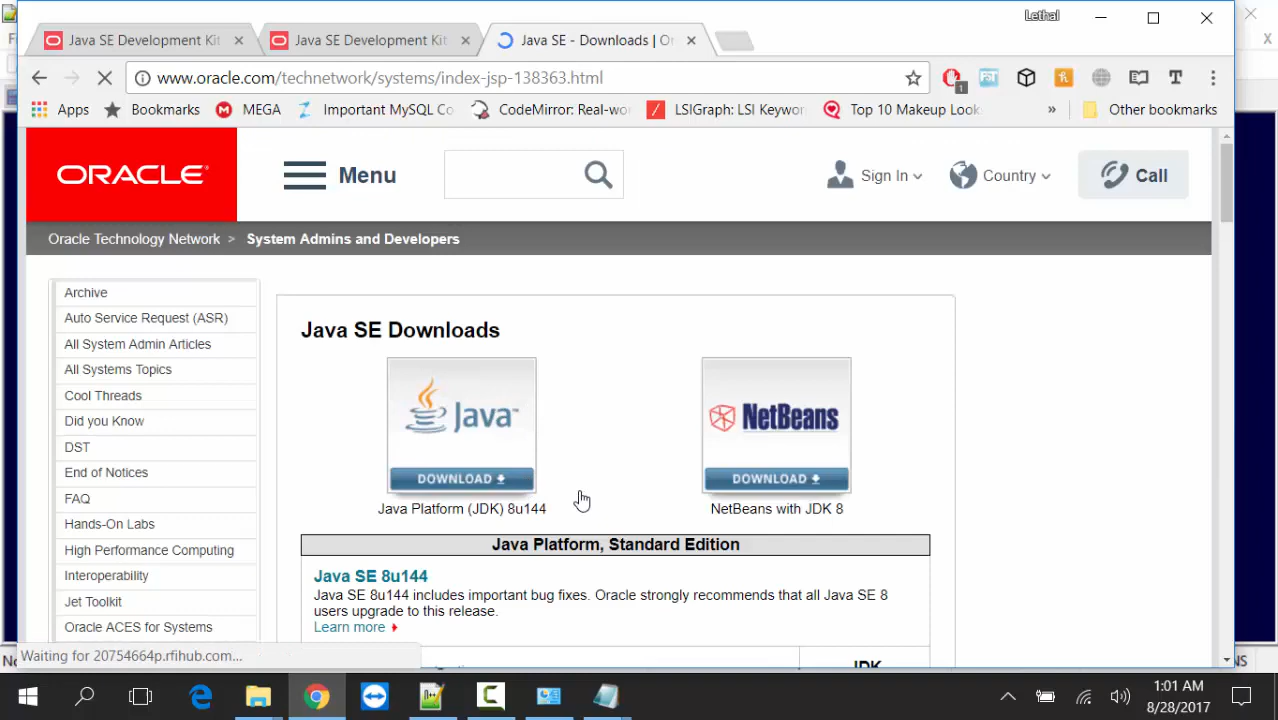 Lethal
Java SE Development Kit
Java SE Development Kit
Java SE - Downloads | Or
www.oracle.com/technetwork/systems/index-jsp-138363.html
1
Apps
Bookmarks
MEGA
Important MySQL Co
CodeMirror: Real-wo
LSIGraph: LSI Keywor
Top 10 Makeup Look
»
Other bookmarks
ORACLE
Menu
Sign In
Country
Call
Oracle Technology Network > System Admins and Developers
Archive
Auto Service Request (ASR)
All System Admin Articles
All Systems Topics
Cool Threads
Did you Know
DST
End of Notices
FAQ
Hands-On Labs
High Performance Computing
Interoperability
Jet Toolkit
Oracle ACES for Systems
Java SE Downloads
Java™
DOWNLOAD
Java Platform (JDK) 8u144
NetBeans
DOWNLOAD
NetBeans with JDK 8
Java Platform, Standard Edition
Java SE 8u144
Java SE 8u144 includes important bug fixes. Oracle strongly recommends that all Java SE 8
users upgrade to this release.
Learn more
JDK
Waiting for 20754664p.rfihub.com...
1:01 AM
8/28/2017